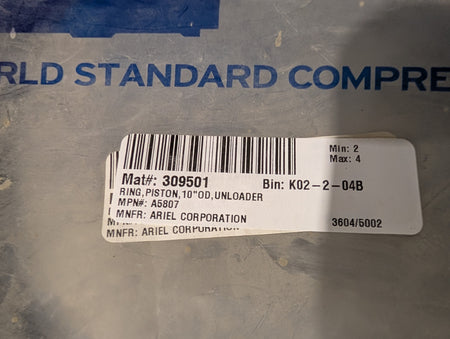 RLD STANDARD COMPRE
Min: 2
Max: 4
Mat#: 309501 Bin: K02-2-04B
RING,PISTON,10"OD,UNLOADER
MPN#: A5807
MNFR: ARIEL CORPORATION 3604/5002
MNFR: ARIEL CORPORATION